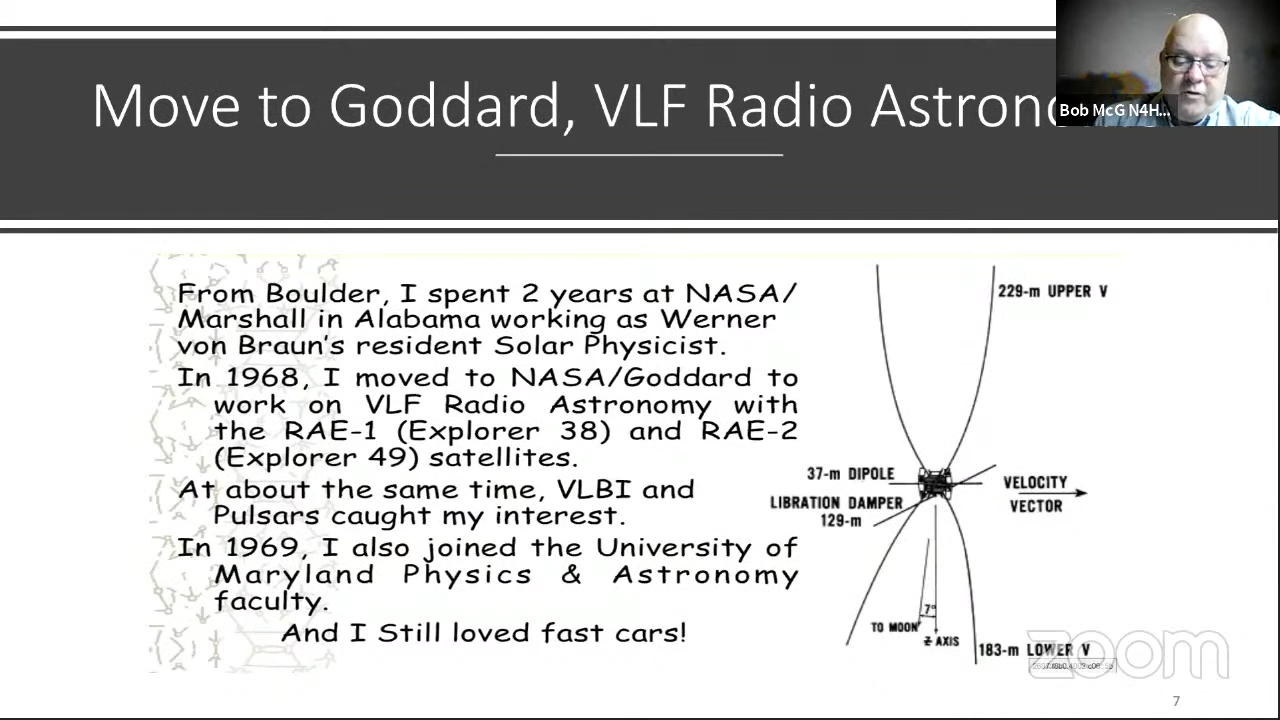 Move to Goddard, VLF Radio Astrono
Bob McG N4H...
From Boulder, I spent 2 years at NASA/
Marshall in Alabama working as Werner
von Braun's resident Solar Physicist.
In 1968, I moved to NASA/Goddard to
work on VLF Radio Astronomy with
the RAE-1 (Explorer 38) and RAE-2
(Explorer 49) satellites.
At about the same time, VLBI and
Pulsars caught my interest.
In 1969, I also joined the University of
Maryland Physics & Astronomy
faculty.
And I Still loved fast cars!
229-m UPPER V
37-m DIPOLE
LIBRATION DAMPER
129-m
VELOCITY
VECTOR
7°
TO MOON
Z AXIS
183-m LOWER V
zoom
7